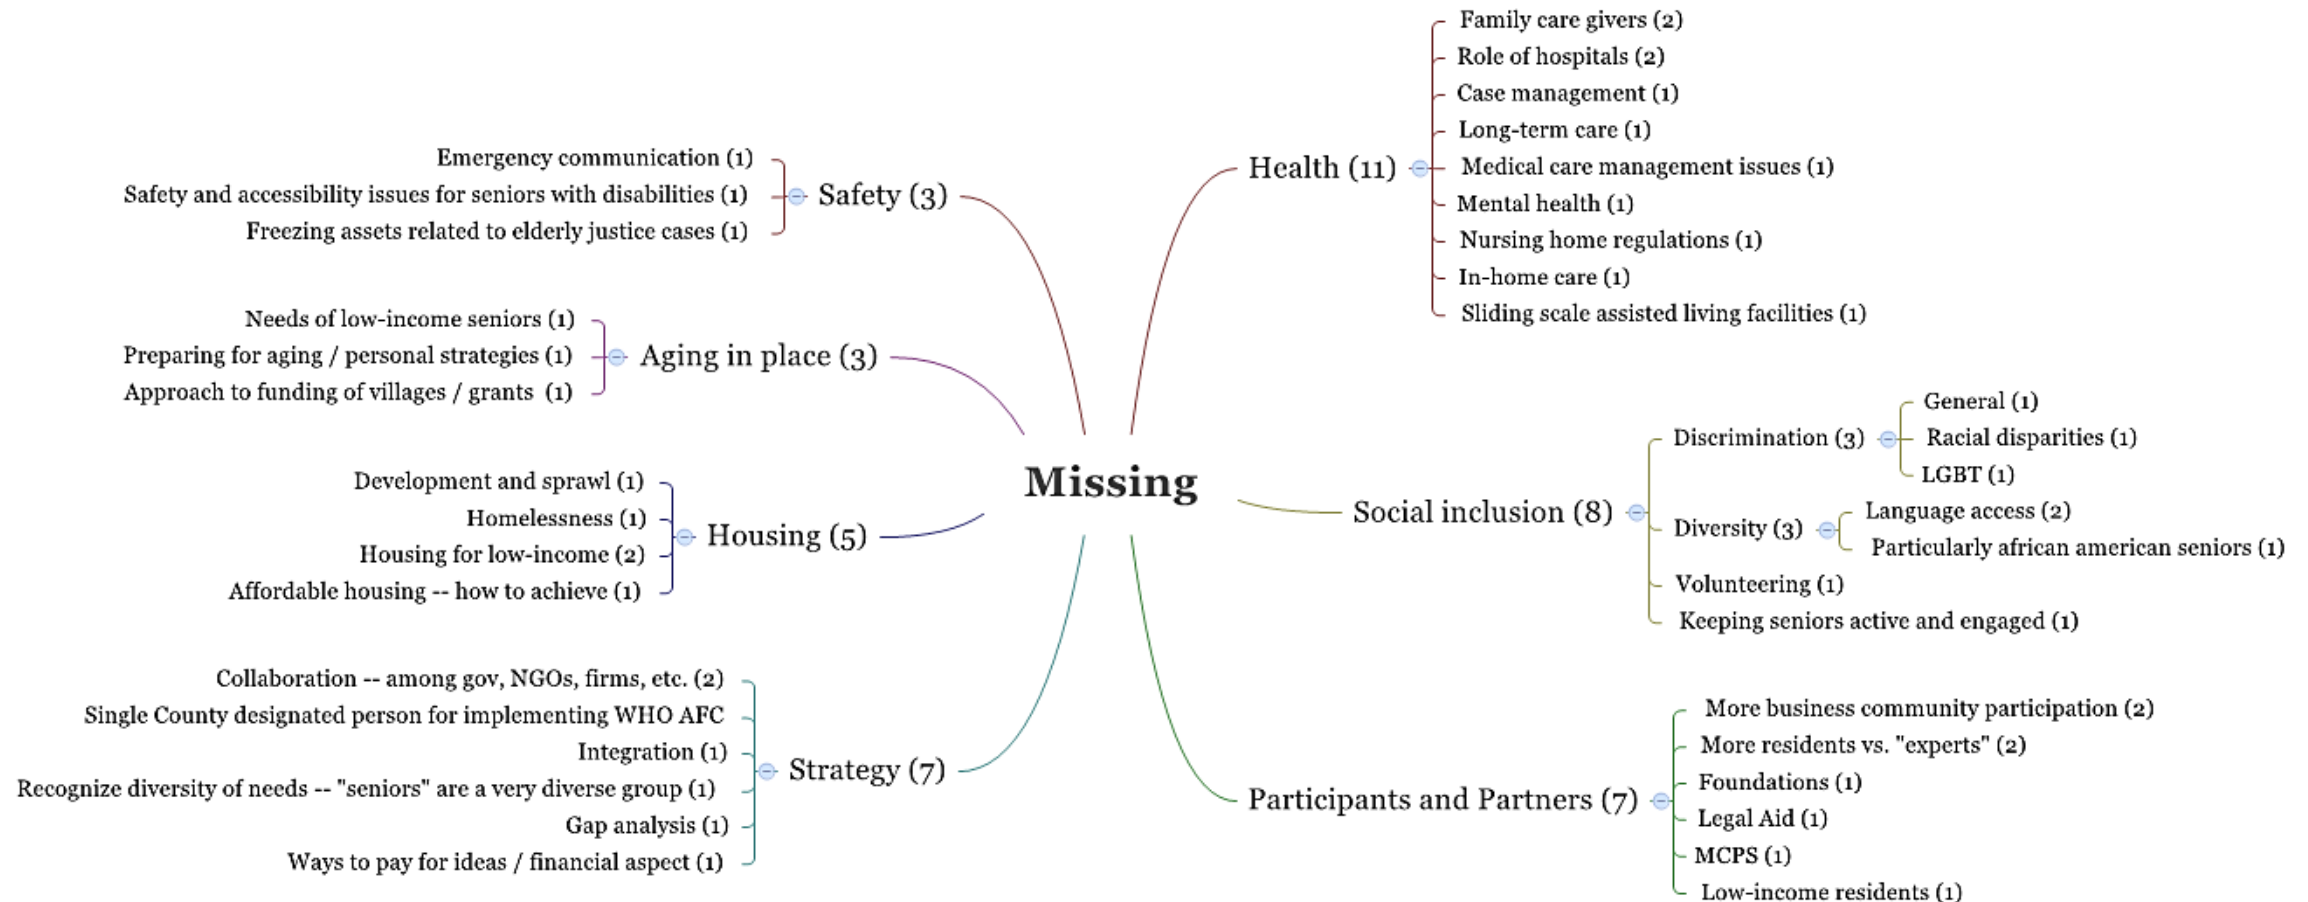 Missing
Health (11)
Family care givers (2)
Role of hospitals (2)
Case management (1)
Long-term care (1)
Medical care management issues (1)
Mental health (1)
Nursing home regulations (1)
In-home care (1)
Sliding scale assisted living facilities (1)
Social inclusion (8)
Discrimination (3)
General (1)
Racial disparities (1)
LGBT (1)
Diversity (3)
Language access (2)
Particularly african american seniors (1)
Volunteering (1)
Keeping seniors active and engaged (1)
Participants and Partners (7)
More business community participation (2)
More residents vs. "experts" (2)
Foundations (1)
Legal Aid (1)
MCPS (1)
Low-income residents (1)
Safety (3)
Emergency communication (1)
Safety and accessibility issues for seniors with disabilities (1)
Freezing assets related to elderly justice cases (1)
Aging in place (3)
Needs of low-income seniors (1)
Preparing for aging / personal strategies (1)
Approach to funding of villages / grants (1)
Housing (5)
Development and sprawl (1)
Homelessness (1)
Housing for low-income (2)
Affordable housing -- how to achieve (1)
Strategy (7)
Collaboration -- among gov, NGOs, firms, etc. (2)
Single County designated person for implementing WHO AFC
Integration (1)
Recognize diversity of needs -- "seniors" are a very diverse group (1)
Gap analysis (1)
Ways to pay for ideas / financial aspect (1)